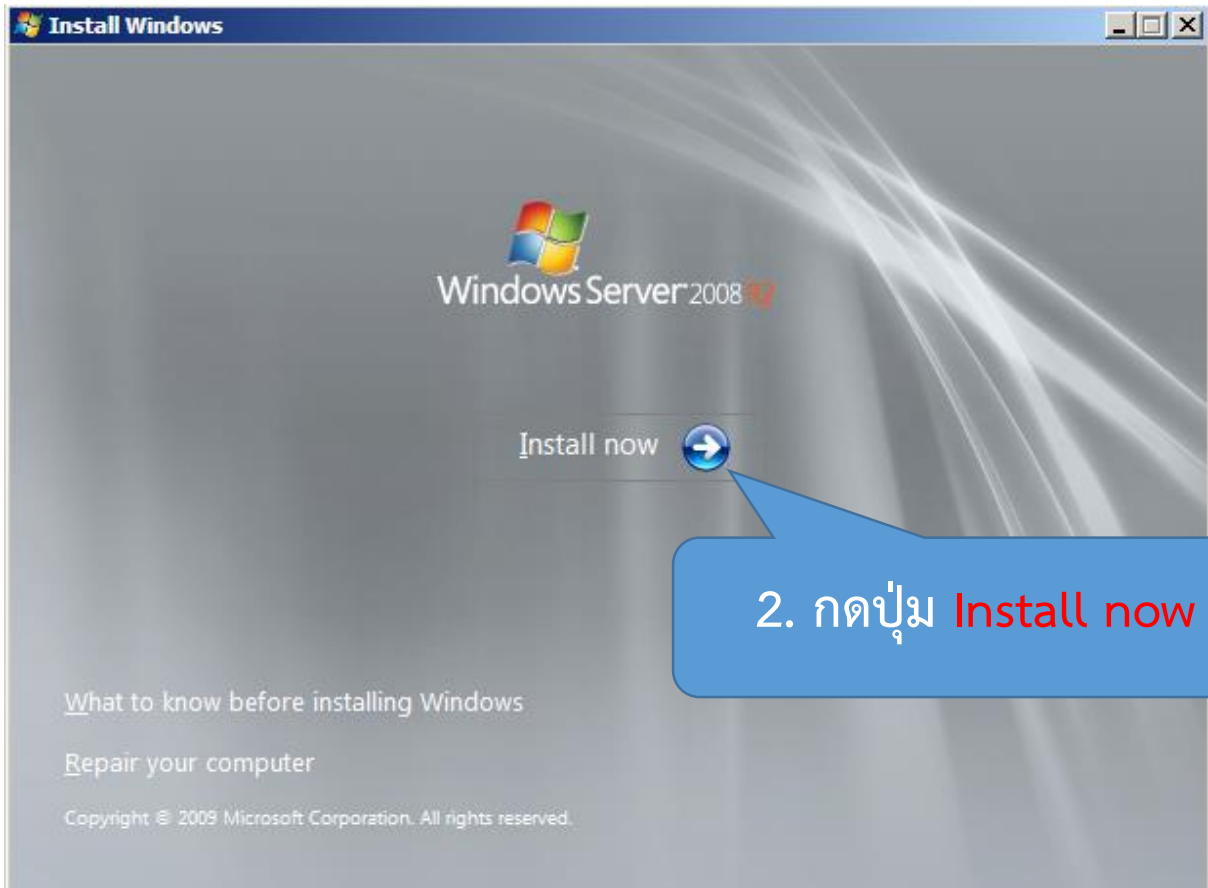 Install Windows
Windows Server 2008 R2
Install now
2. กดปุ่ม Install now
What to know before installing Windows
Repair your computer
Copyright © 2009 Microsoft Corporation. All rights reserved.